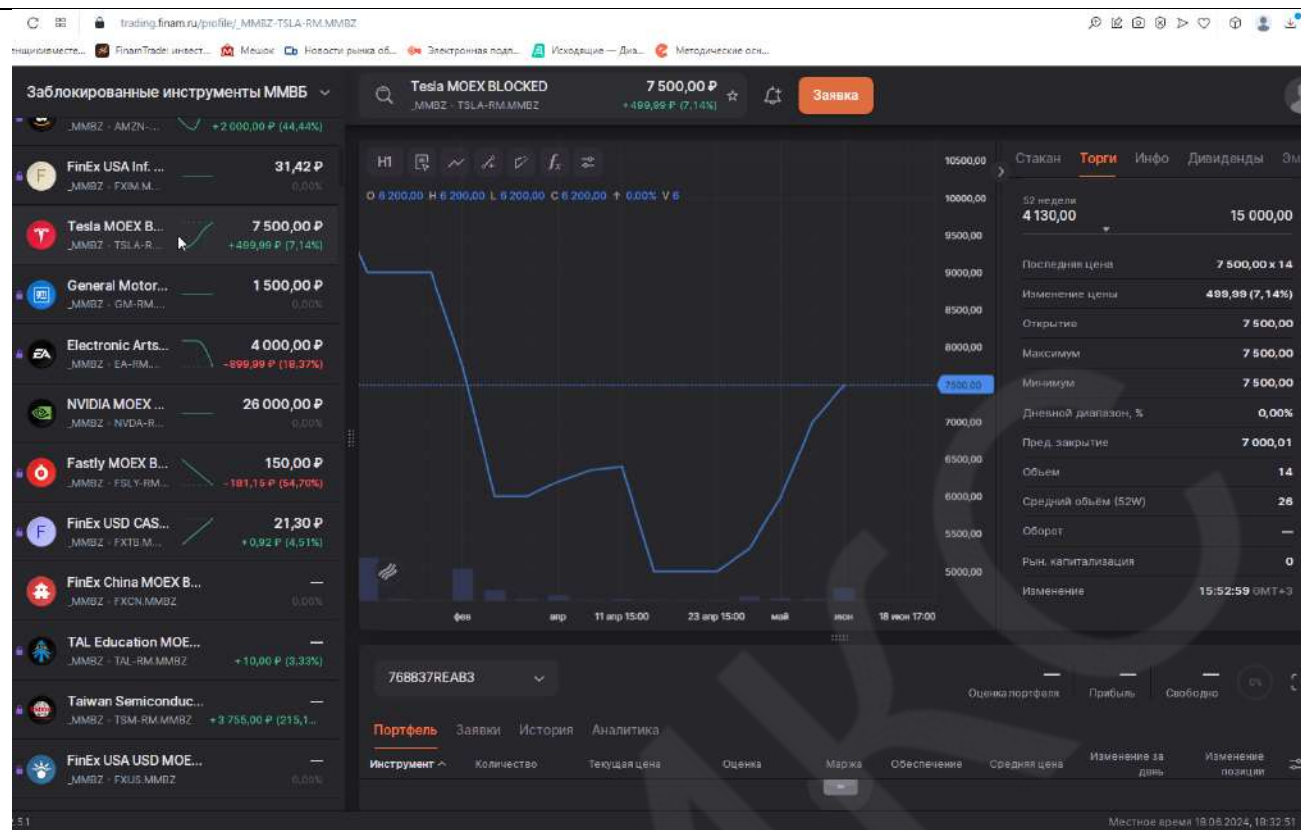 trading.finam.ru/profile/_MMBZ-TSLA-RM.MMBZ
FinamTrade: инвест... Мешок Новости рынка об... Электронная подп... Исходящие — Диа... Методические осн...
Заблокированные инструменты ММВБ
_MMBZ · AMZN-... +2 000,00 ₽ (44,44%)
FinEx USA Inf. ... 31,42 ₽
_MMBZ · FXIM.M... 0,00%
Tesla MOEX B... 7 500,00 ₽
_MMBZ · TSLA-R... +499,99 ₽ (7,14%)
General Motor... 1 500,00 ₽
_MMBZ · GM-RM.... 0,00%
Electronic Arts... 4 000,00 ₽
_MMBZ · EA-RM.... -899,99 ₽ (18,37%)
NVIDIA MOEX ... 26 000,00 ₽
_MMBZ · NVDA-R... 0,00%
Fastly MOEX B... 150,00 ₽
_MMBZ · FSLY-RM... -181,15 ₽ (54,70%)
FinEx USD CAS... 21,30 ₽
_MMBZ · FXTB.M... +0,92 ₽ (4,51%)
FinEx China MOEX B... —
_MMBZ · FXCN.MMBZ 0,00%
TAL Education MOE... —
_MMBZ · TAL-RM.MMBZ +10,00 ₽ (3,33%)
Taiwan Semiconduc... —
_MMBZ · TSM-RM.MMBZ +3 755,00 ₽ (215,1...
FinEx USA USD MOE... —
_MMBZ · FXUS.MMBZ 0,00%
Tesla MOEX BLOCKED 7 500,00 ₽
_MMBZ · TSLA-RM.MMBZ +499,99 ₽ (7,14%)
Заявка
H1
O 6 200,00 H 6 200,00 L 6 200,00 C 6 200,00 ↑ 0,00% V 6
10500,00
10000,00
9500,00
9000,00
8500,00
8000,00
7500,00
7000,00
6500,00
6000,00
5500,00
5000,00
фев апр 11 апр 15:00 23 апр 15:00 май июн 18 июн 17:00
Стакан Торги Инфо Дивиденды Эм
52 недели
4 130,00 15 000,00
Последняя цена 7 500,00 x 14
Изменение цены 499,99 (7,14%)
Открытие 7 500,00
Максимум 7 500,00
Минимум 7 500,00
Дневной диапазон, % 0,00%
Пред. закрытие 7 000,01
Объем 14
Средний объём (52W) 26
Оборот —
Рын. капитализация 0
Изменение 15:52:59 GMT+3
768837REAB3
Оценка портфеля Прибыль Свободно 0%
Портфель Заявки История Аналитика
Инструмент Количество Текущая цена Оценка Маржа Обеспечение Средняя цена Изменение за день Изменение позиции
Местное время 18.06.2024, 18:32:51
МКС